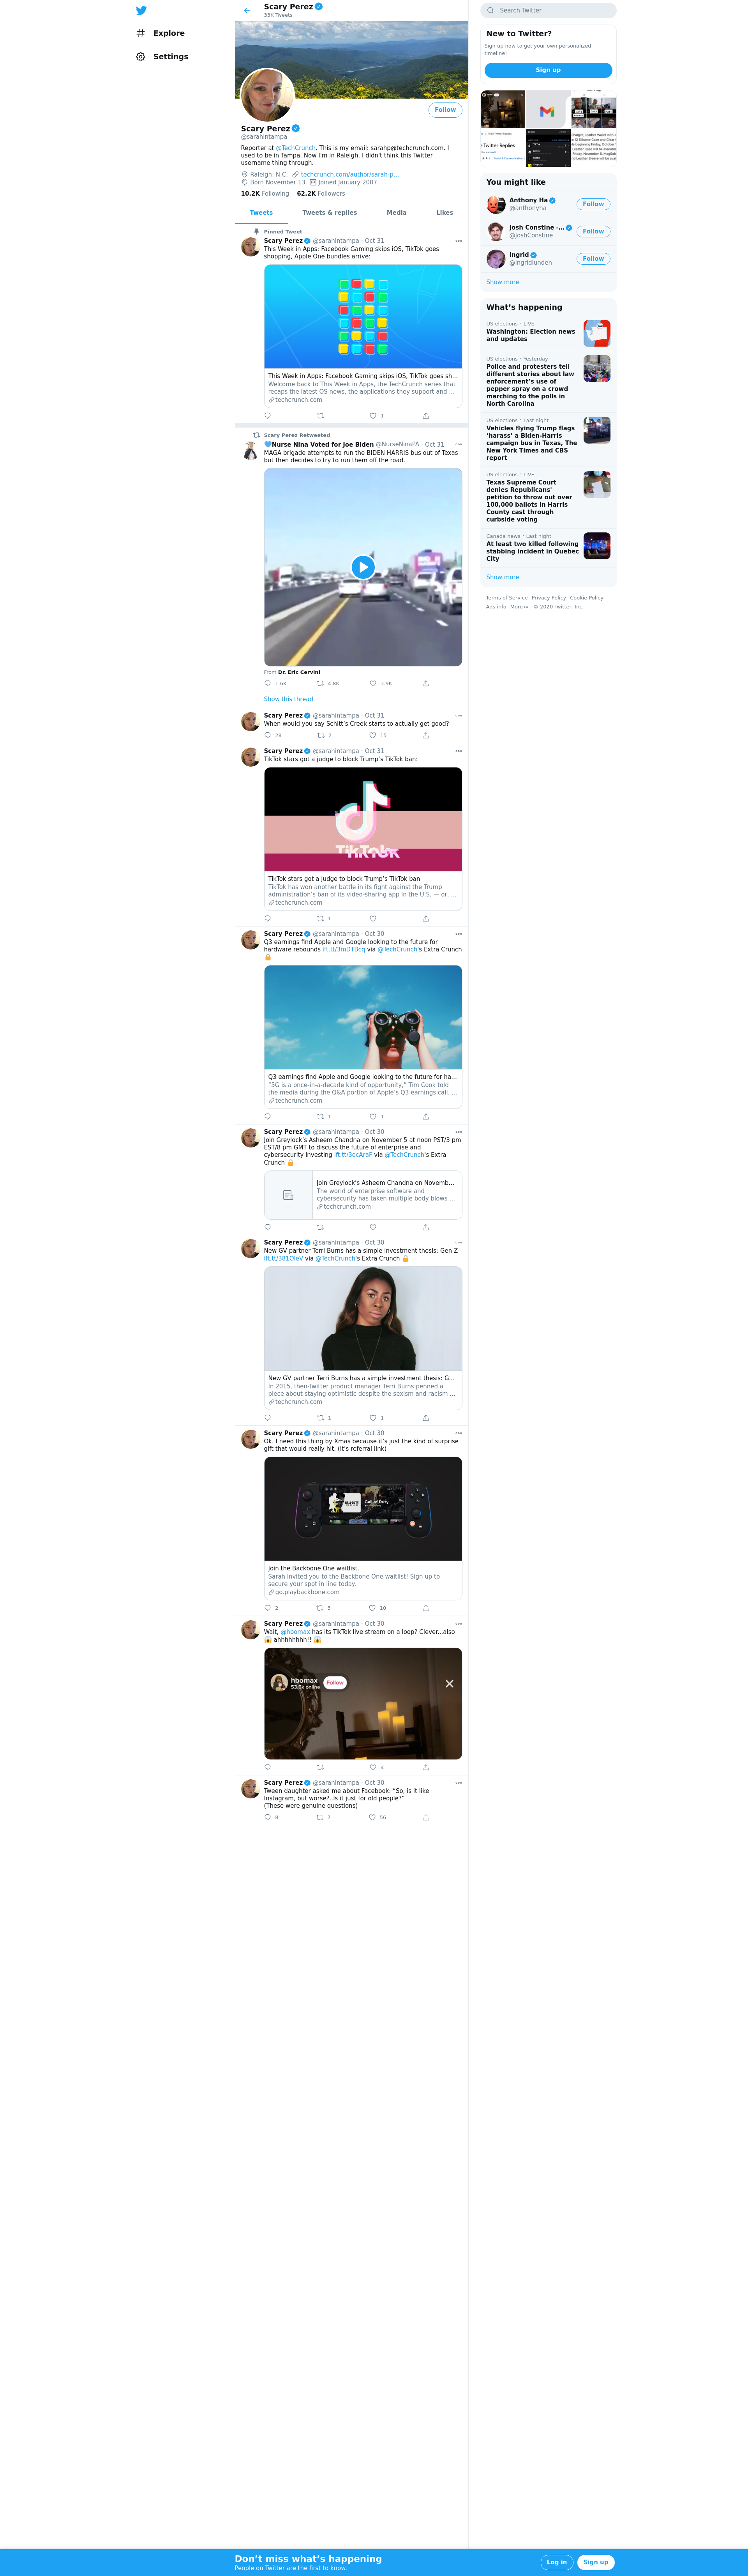 Explore
Settings
Scary Perez
33K Tweets
Follow
Scary Perez
@sarahintampa
Reporter at @TechCrunch. This is my email: sarahp@techcrunch.com. I
used to be in Tampa. Now I'm in Raleigh. I didn't think this Twitter
username thing through.
Raleigh, N.C. techcrunch.com/author/sarah-p…
Born November 13 Joined January 2007
10.2K Following 62.2K Followers
Tweets Tweets & replies Media Likes
Pinned Tweet
Scary Perez @sarahintampa · Oct 31
This Week in Apps: Facebook Gaming skips iOS, TikTok goes
shopping, Apple One bundles arrive:
This Week in Apps: Facebook Gaming skips iOS, TikTok goes sh…
Welcome back to This Week in Apps, the TechCrunch series that
recaps the latest OS news, the applications they support and …
techcrunch.com
1
Scary Perez Retweeted
💙Nurse Nina Voted for Joe Biden @NurseNinaPA · Oct 31
MAGA brigade attempts to run the BIDEN HARRIS bus out of Texas
but then decides to try to run them off the road.
From Dr. Eric Cervini
1.6K 4.8K 3.9K
Show this thread
Scary Perez @sarahintampa · Oct 31
When would you say Schitt's Creek starts to actually get good?
28 2 15
Scary Perez @sarahintampa · Oct 31
TikTok stars got a judge to block Trump's TikTok ban:
TikTok
TikTok stars got a judge to block Trump's TikTok ban
TikTok has won another battle in its fight against the Trump
administration's ban of its video-sharing app in the U.S. — or, …
techcrunch.com
1
Scary Perez @sarahintampa · Oct 30
Q3 earnings find Apple and Google looking to the future for
hardware rebounds ift.tt/3mDTBcq via @TechCrunch's Extra Crunch
🔒
Q3 earnings find Apple and Google looking to the future for ha…
"5G is a once-in-a-decade kind of opportunity," Tim Cook told
the media during the Q&A portion of Apple's Q3 earnings call. …
techcrunch.com
1 1
Scary Perez @sarahintampa · Oct 30
Join Greylock's Asheem Chandna on November 5 at noon PST/3 pm
EST/8 pm GMT to discuss the future of enterprise and
cybersecurity investing ift.tt/3ecAraF via @TechCrunch's Extra
Crunch 🔒
Join Greylock's Asheem Chandna on Novemb…
The world of enterprise software and
cybersecurity has taken multiple body blows …
techcrunch.com
Scary Perez @sarahintampa · Oct 30
New GV partner Terri Burns has a simple investment thesis: Gen Z
ift.tt/381OleV via @TechCrunch's Extra Crunch 🔒
New GV partner Terri Burns has a simple investment thesis: G…
In 2015, then-Twitter product manager Terri Burns penned a
piece about staying optimistic despite the sexism and racism …
techcrunch.com
1 1
Scary Perez @sarahintampa · Oct 30
Ok. I need this thing by Xmas because it's just the kind of surprise
gift that would really hit. (it's referral link)
Call of Duty
Join the Backbone One waitlist.
Sarah invited you to the Backbone One waitlist! Sign up to
secure your spot in line today.
go.playbackbone.com
2 3 10
Scary Perez @sarahintampa · Oct 30
Wait, @hbomax has its TikTok live stream on a loop? Clever...also
😱 ahhhhhhhh!! 😱
hbomax
53.6k online
Follow
4
Scary Perez @sarahintampa · Oct 30
Tween daughter asked me about Facebook: "So, is it like
Instagram, but worse?..Is it just for old people?"
(These were genuine questions)
8 7 56
Search Twitter
New to Twitter?
Sign up now to get your own personalized
timeline!
Sign up
Twitter Replies
You might like
Anthony Ha
@anthonyha
Follow
Josh Constine -…
@JoshConstine
Follow
Ingrid
@ingridlunden
Follow
Show more
What's happening
US elections · LIVE
Washington: Election news
and updates
US elections · Yesterday
Police and protesters tell
different stories about law
enforcement's use of
pepper spray on a crowd
marching to the polls in
North Carolina
US elections · Last night
Vehicles flying Trump flags
'harass' a Biden-Harris
campaign bus in Texas, The
New York Times and CBS
report
US elections · LIVE
Texas Supreme Court
denies Republicans'
petition to throw out over
100,000 ballots in Harris
County cast through
curbside voting
Canada news · Last night
At least two killed following
stabbing incident in Quebec
City
Show more
Terms of Service Privacy Policy Cookie Policy
Ads info More © 2020 Twitter, Inc.
Don't miss what's happening
People on Twitter are the first to know.
Log in Sign up